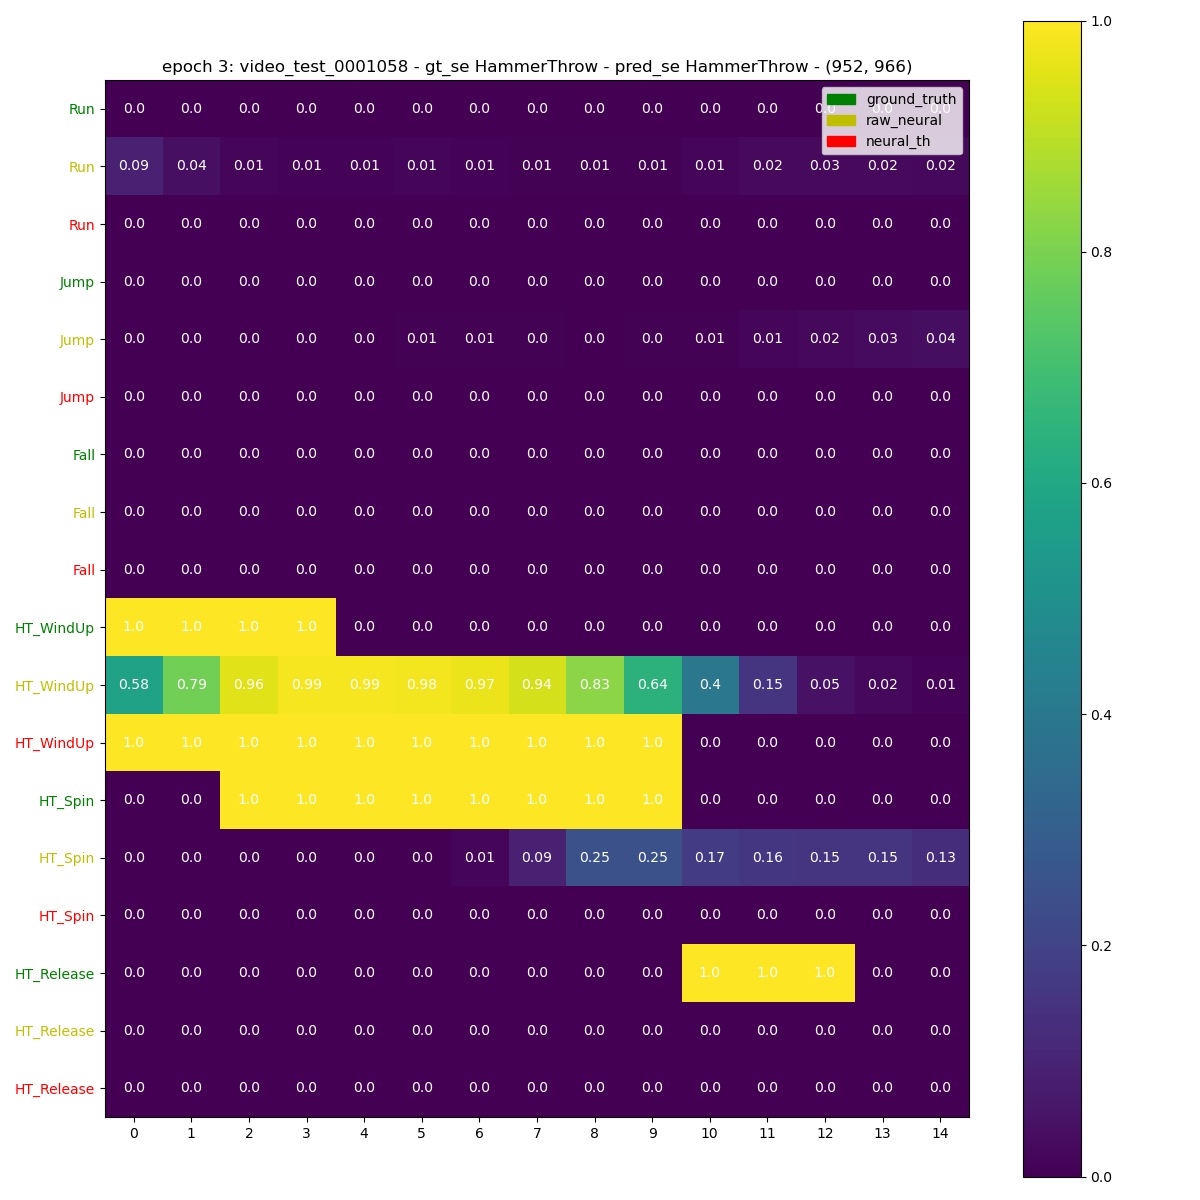 epoch 3: video_test_0001058 - gt_se HammerThrow - pred_se HammerThrow - (952, 966)
ground_truth
raw_neural
neural_th
Run 0.0 0.0 0.0 0.0 0.0 0.0 0.0 0.0 0.0 0.0 0.0 0.0 0.0 0.0 0.0
Run 0.09 0.04 0.01 0.01 0.01 0.01 0.01 0.01 0.01 0.01 0.01 0.02 0.03 0.02 0.02
Run 0.0 0.0 0.0 0.0 0.0 0.0 0.0 0.0 0.0 0.0 0.0 0.0 0.0 0.0 0.0
Jump 0.0 0.0 0.0 0.0 0.0 0.0 0.0 0.0 0.0 0.0 0.0 0.0 0.0 0.0 0.0
Jump 0.0 0.0 0.0 0.0 0.0 0.01 0.01 0.0 0.0 0.0 0.01 0.01 0.02 0.03 0.04
Jump 0.0 0.0 0.0 0.0 0.0 0.0 0.0 0.0 0.0 0.0 0.0 0.0 0.0 0.0 0.0
Fall 0.0 0.0 0.0 0.0 0.0 0.0 0.0 0.0 0.0 0.0 0.0 0.0 0.0 0.0 0.0
Fall 0.0 0.0 0.0 0.0 0.0 0.0 0.0 0.0 0.0 0.0 0.0 0.0 0.0 0.0 0.0
Fall 0.0 0.0 0.0 0.0 0.0 0.0 0.0 0.0 0.0 0.0 0.0 0.0 0.0 0.0 0.0
HT_WindUp 1.0 1.0 1.0 1.0 0.0 0.0 0.0 0.0 0.0 0.0 0.0 0.0 0.0 0.0 0.0
HT_WindUp 0.58 0.79 0.96 0.99 0.99 0.98 0.97 0.94 0.83 0.64 0.4 0.15 0.05 0.02 0.01
HT_WindUp 1.0 1.0 1.0 1.0 1.0 1.0 1.0 1.0 1.0 1.0 0.0 0.0 0.0 0.0 0.0
HT_Spin 0.0 0.0 1.0 1.0 1.0 1.0 1.0 1.0 1.0 1.0 0.0 0.0 0.0 0.0 0.0
HT_Spin 0.0 0.0 0.0 0.0 0.0 0.0 0.01 0.09 0.25 0.25 0.17 0.16 0.15 0.15 0.13
HT_Spin 0.0 0.0 0.0 0.0 0.0 0.0 0.0 0.0 0.0 0.0 0.0 0.0 0.0 0.0 0.0
HT_Release 0.0 0.0 0.0 0.0 0.0 0.0 0.0 0.0 0.0 0.0 1.0 1.0 1.0 0.0 0.0
HT_Release 0.0 0.0 0.0 0.0 0.0 0.0 0.0 0.0 0.0 0.0 0.0 0.0 0.0 0.0 0.0
HT_Release 0.0 0.0 0.0 0.0 0.0 0.0 0.0 0.0 0.0 0.0 0.0 0.0 0.0 0.0 0.0
0 1 2 3 4 5 6 7 8 9 10 11 12 13 14
1.0
0.8
0.6
0.4
0.2
0.0